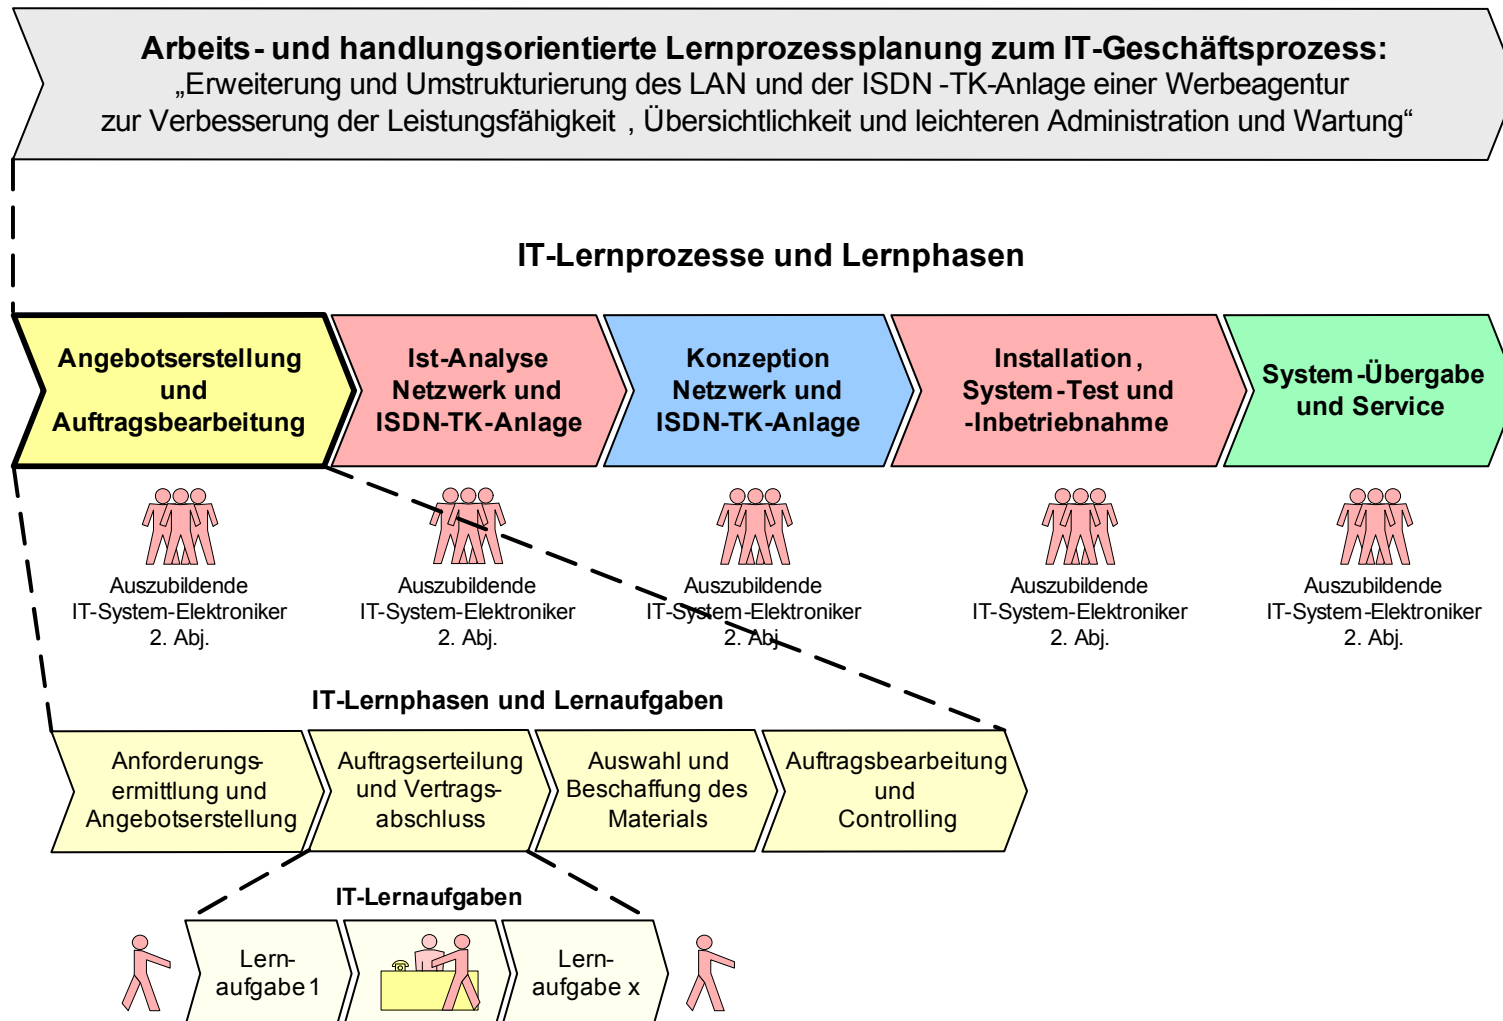 Arbeits- und handlungsorientierte Lernprozessplanung zum IT-Geschäftsprozess:
„Erweiterung und Umstrukturierung des LAN und der ISDN-TK-Anlage einer Werbeagentur
zur Verbesserung der Leistungsfähigkeit , Übersichtlichkeit und leichteren Administration und Wartung“
IT-Lernprozesse und Lernphasen
Angebotserstellung
und
Auftragsbearbeitung
Ist-Analyse
Netzwerk und
ISDN-TK-Anlage
Konzeption
Netzwerk und
ISDN-TK-Anlage
Installation,
System-Test und
-Inbetriebnahme
System-Übergabe
und Service
Auszubildende
IT-System-Elektroniker
2. Abj.
Auszubildende
IT-System-Elektroniker
2. Abj.
Auszubildende
IT-System-Elektroniker
2. Abj.
Auszubildende
IT-System-Elektroniker
2. Abj.
Auszubildende
IT-System-Elektroniker
2. Abj.
IT-Lernphasen und Lernaufgaben
Anforderungs-
ermittlung und
Angebotserstellung
Auftragserteilung
und Vertrags-
abschluss
Auswahl und
Beschaffung des
Materials
Auftragsbearbeitung
und
Controlling
IT-Lernaufgaben
Lern-
aufgabe 1
Lern-
aufgabe x